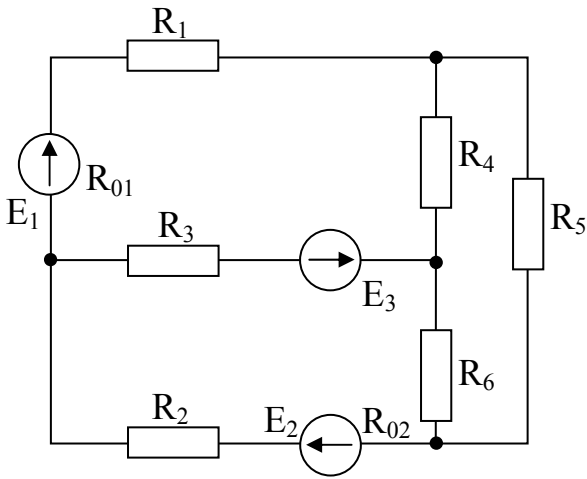 R₁
R₄
R₀₁
E₁
R₅
R₃
E₃
R₆
R₂
E₂
R₀₂